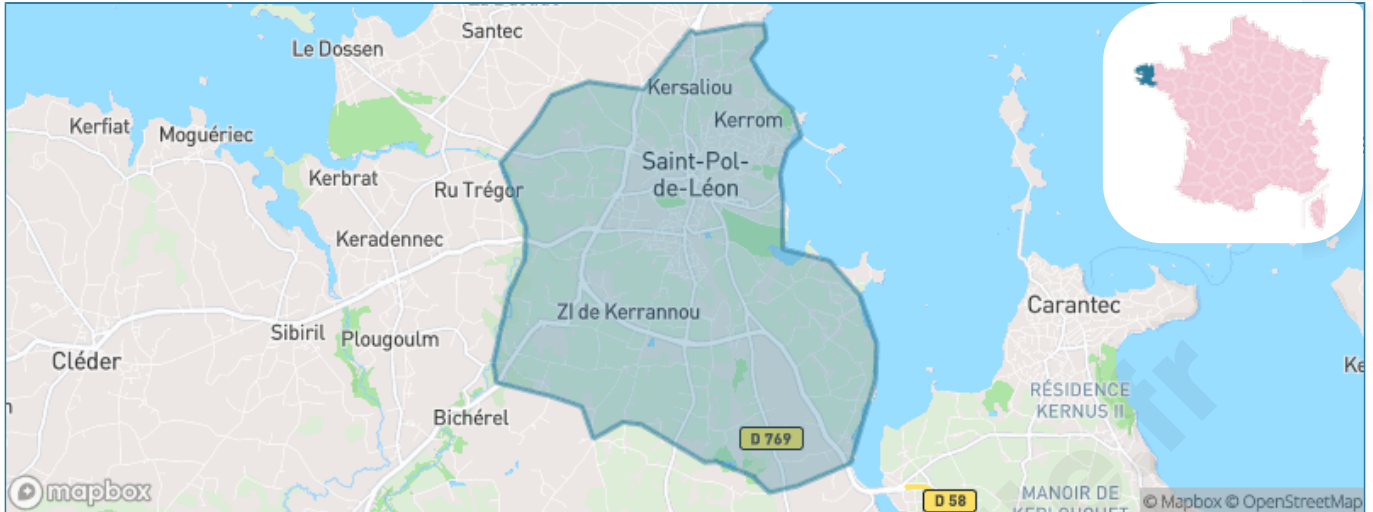 Santec
Le Dossen
Kersaliou
Kerfiat
Moguériec
Kerrom
Saint-Pol-
de-Léon
Kerbrat
Ru Trégor
Keradennec
Carantec
ZI de Kerrannou
Sibiril
Plougoulm
Cléder
RÉSIDENCE
KERNUS II
Bichérel
D 769
D 58
MANOIR DE
mapbox
© Mapbox © OpenStreetMap